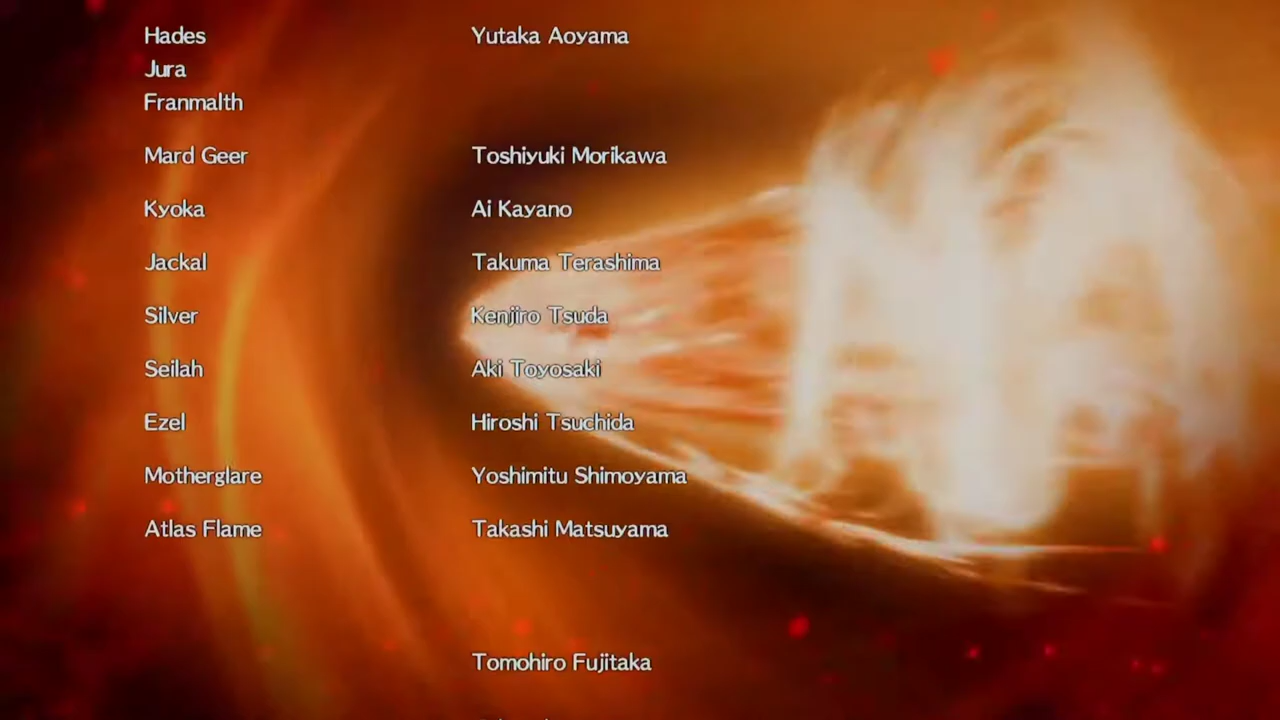 Hades Yutaka Aoyama
Jura
Franmalth
Mard Geer Toshiyuki Morikawa
Kyoka Ai Kayano
Jackal Takuma Terashima
Silver Kenjiro Tsuda
Seilah Aki Toyosaki
Ezel Hiroshi Tsuchida
Motherglare Yoshimitu Shimoyama
Atlas Flame Takashi Matsuyama
Tomohiro Fujitaka